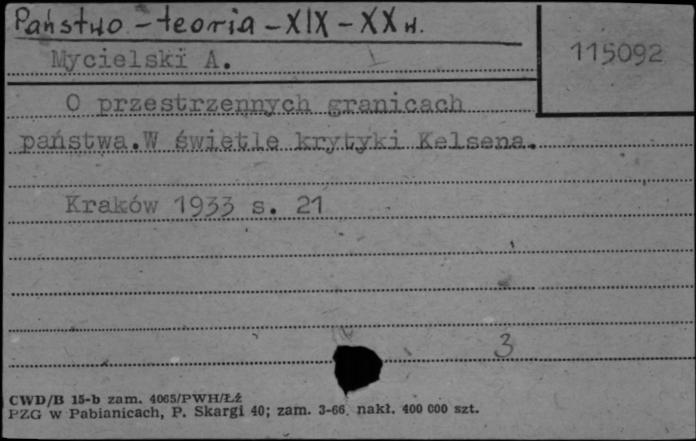 Państwo - teoria - XIX - XX w.
Mycielski A.
115092
O przestrzennych granicach
państwa.W świetle krytyki Kelsena.
Kraków 1933 s. 21
3
CWD/B 15-b zam. 4065/PWH/Łź
PZG w Pabianicach, P. Skargi 40; zam. 3-66. nakł. 400 000 szt.